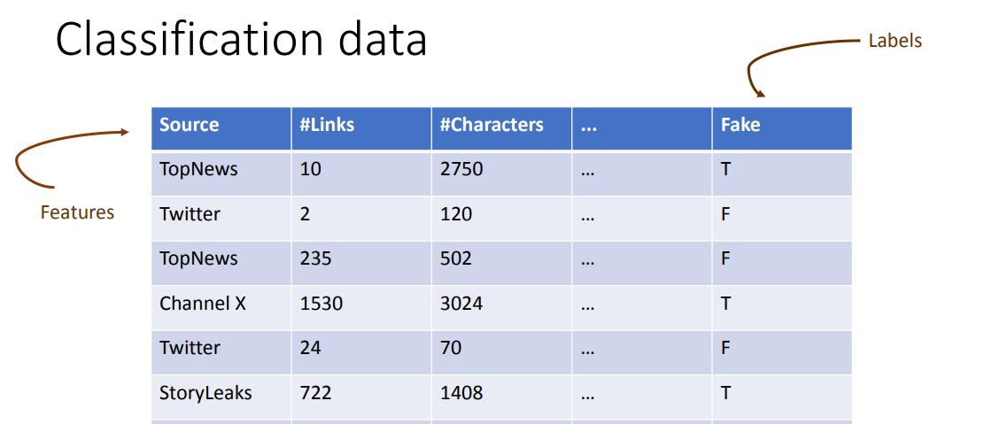 Classification data
Labels
Features
Source #Links #Characters ... Fake
TopNews 10 2750 ... T
Twitter 2 120 ... F
TopNews 235 502 ... F
Channel X 1530 3024 ... T
Twitter 24 70 ... F
StoryLeaks 722 1408 ... T